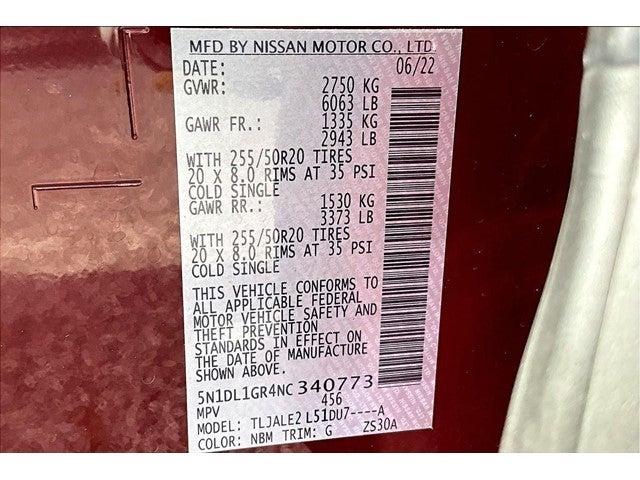 MFD BY NISSAN MOTOR CO., LTD.
DATE: 06/22
GVWR: 2750 KG
6063 LB
GAWR FR.: 1335 KG
2943 LB
WITH 255/50R20 TIRES
20 X 8.0 RIMS AT 35 PSI
COLD SINGLE
GAWR RR.: 1530 KG
3373 LB
WITH 255/50R20 TIRES
20 X 8.0 RIMS AT 35 PSI
COLD SINGLE
THIS VEHICLE CONFORMS TO
ALL APPLICABLE FEDERAL
MOTOR VEHICLE SAFETY AND
THEFT PREVENTION
STANDARDS IN EFFECT ON
THE DATE OF MANUFACTURE
SHOWN ABOVE.
5N1DL1GR4NC340773
MPV 456
MODEL: TLJALE2 L51DU7----A
COLOR: NBM TRIM: G ZS30A